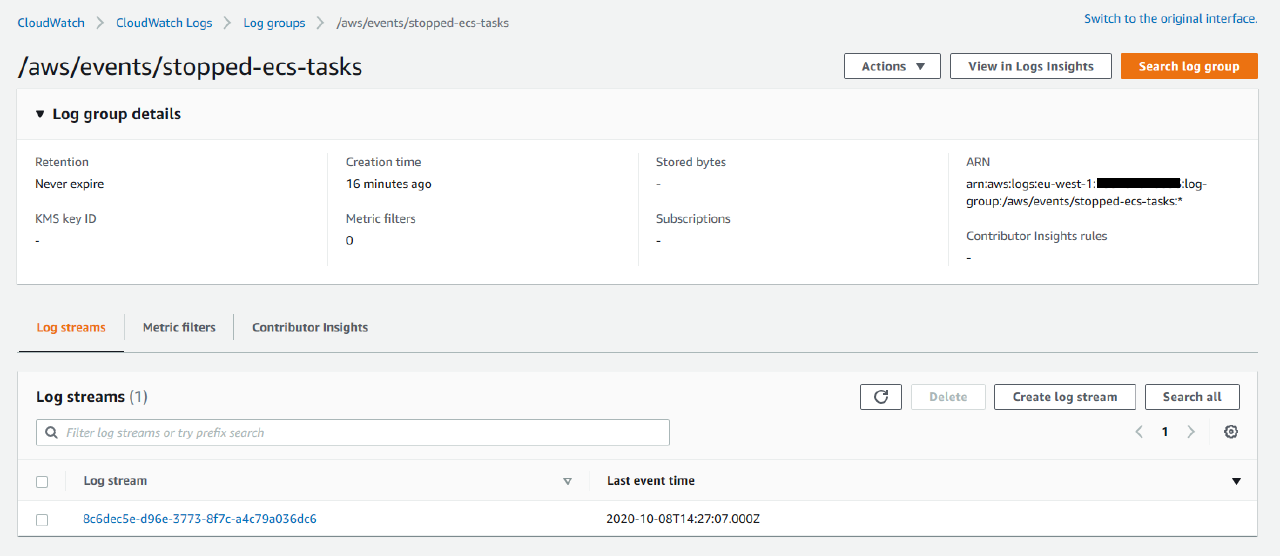 CloudWatch > CloudWatch Logs > Log groups > /aws/events/stopped-ecs-tasks
Switch to the original interface.
/aws/events/stopped-ecs-tasks
Actions ▼ View in Logs Insights Search log group
▼ Log group details
Retention
Never expire
KMS key ID
-
Creation time
16 minutes ago
Metric filters
0
Stored bytes
-
Subscriptions
-
ARN
arn:aws:logs:eu-west-1: :log-
group:/aws/events/stopped-ecs-tasks:*
Contributor Insights rules
-
Log streams Metric filters Contributor Insights
Log streams (1)
Delete Create log stream Search all
Filter log streams or try prefix search
< 1 >
Log stream Last event time
8c6dec5e-d96e-3773-8f7c-a4c79a036dc6 2020-10-08T14:27:07.000Z